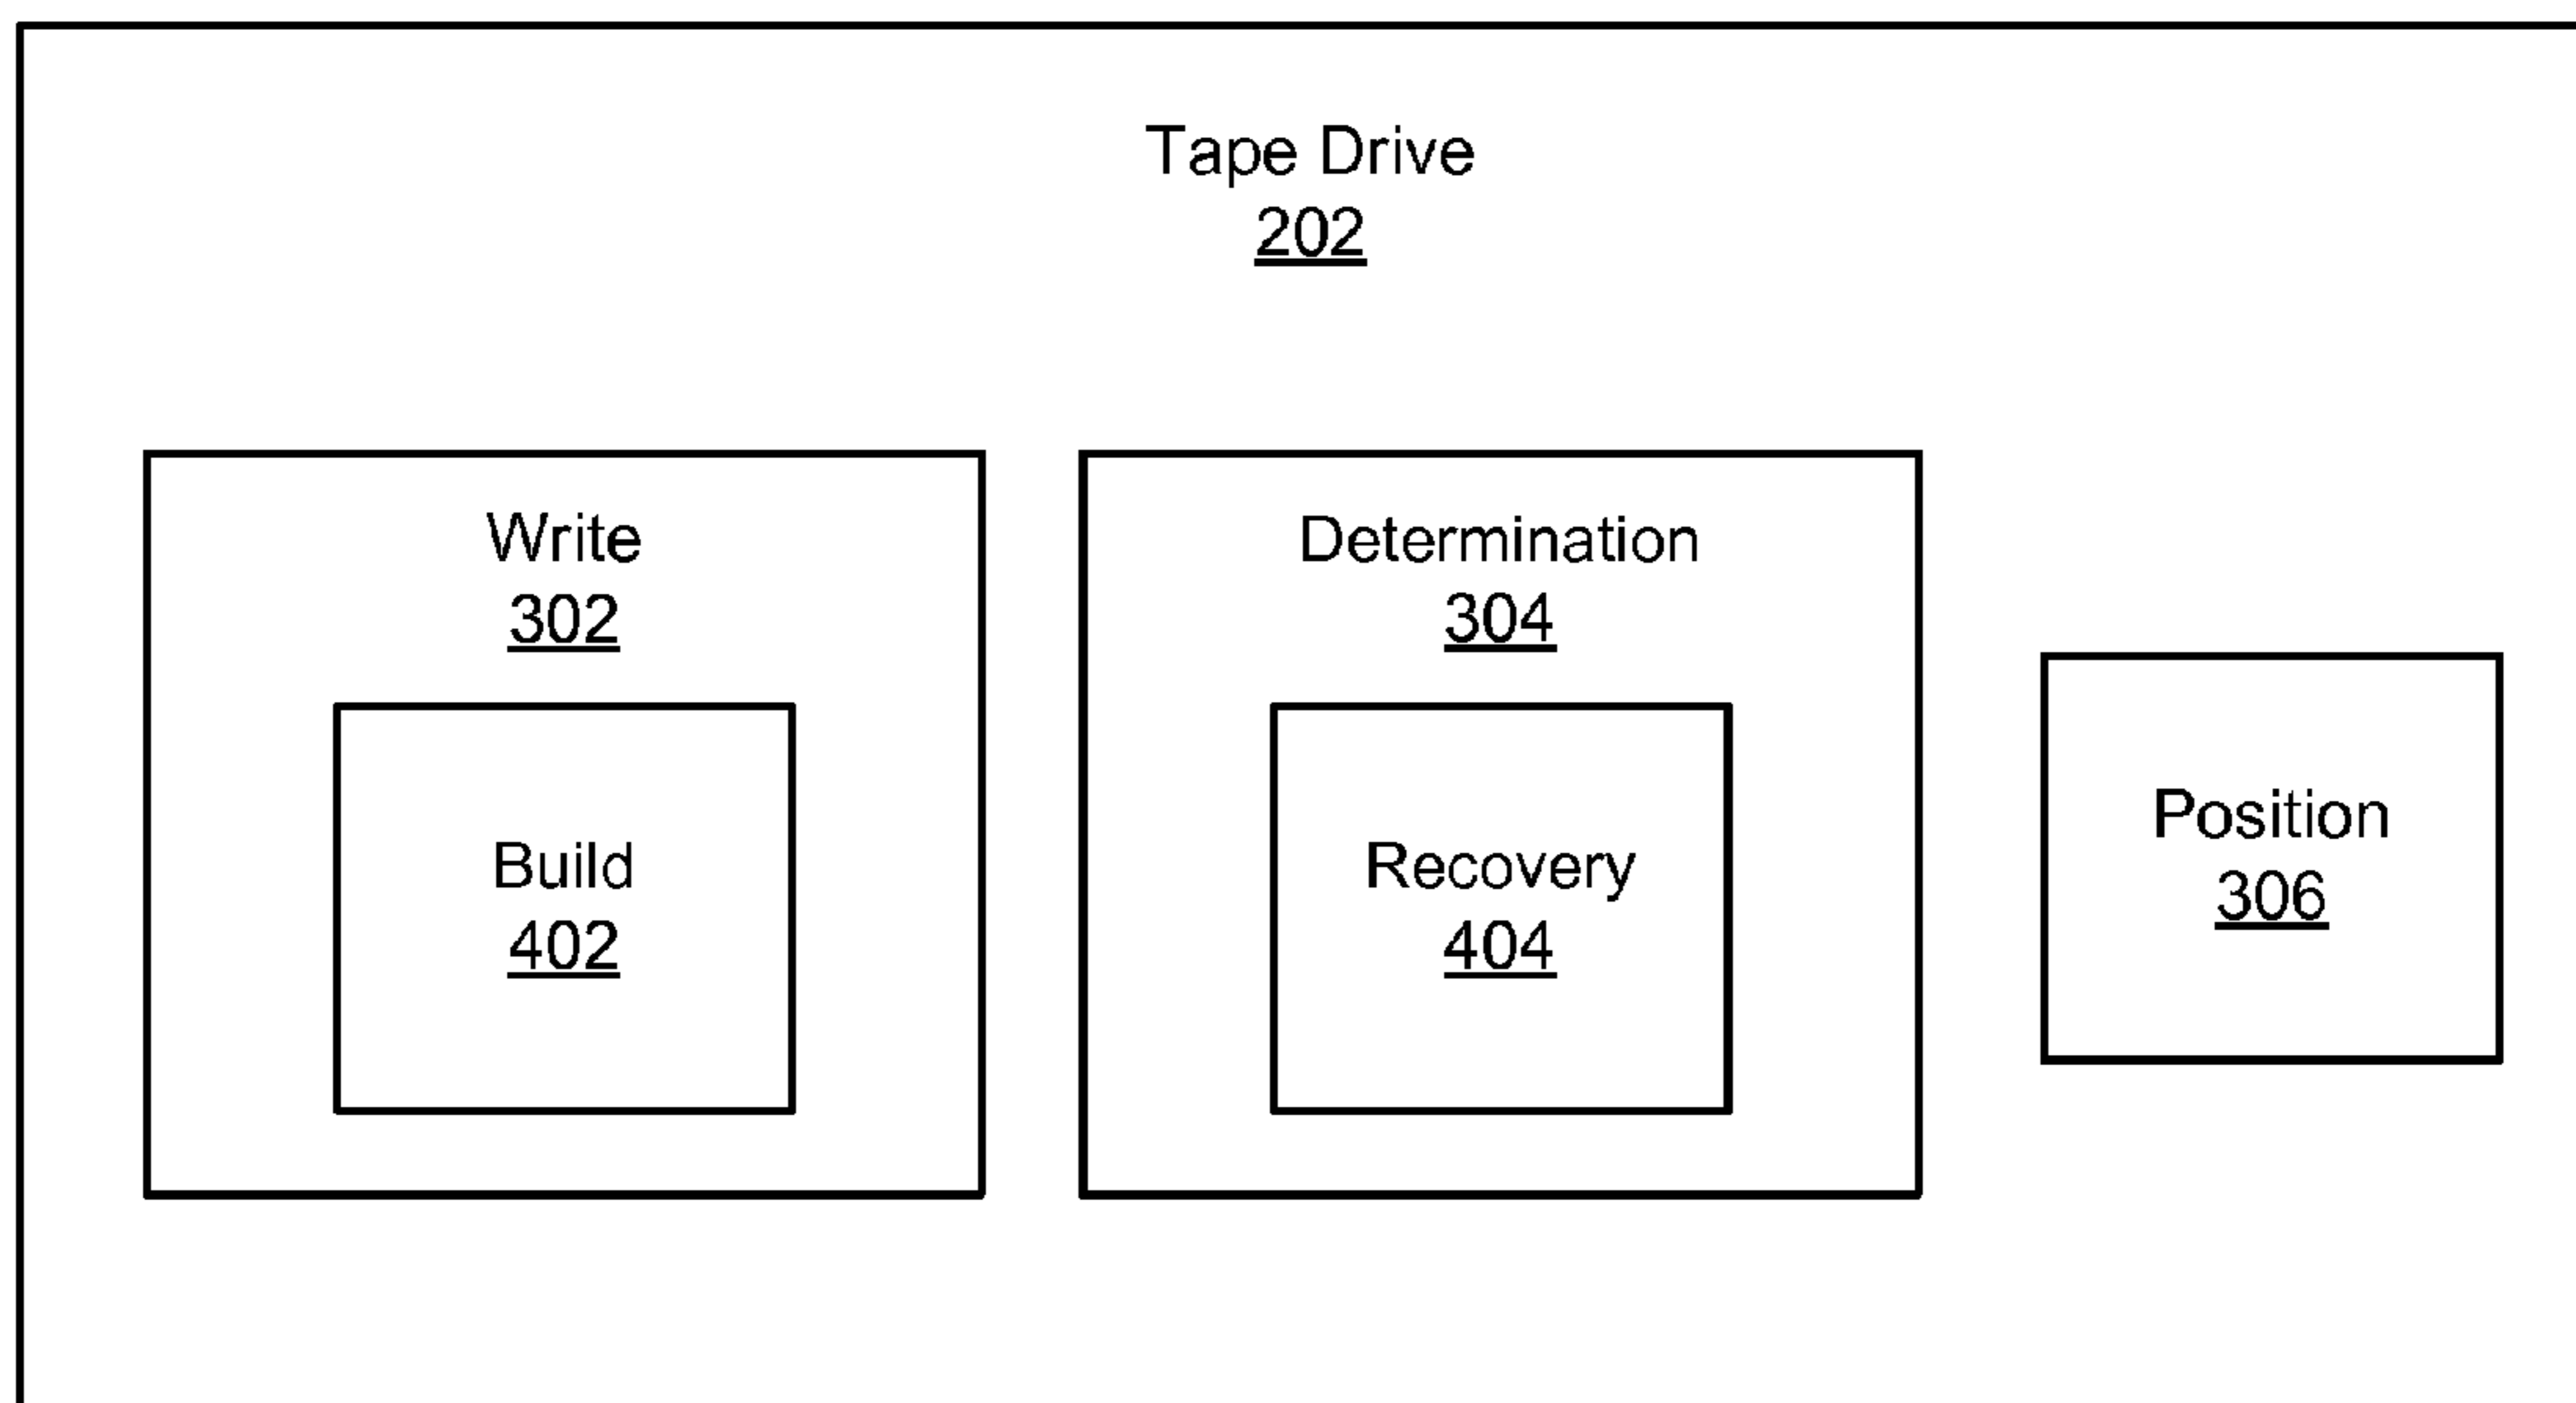 Tape Drive
202
Write
302
Build
402
Determination
304
Recovery
404
Position
306